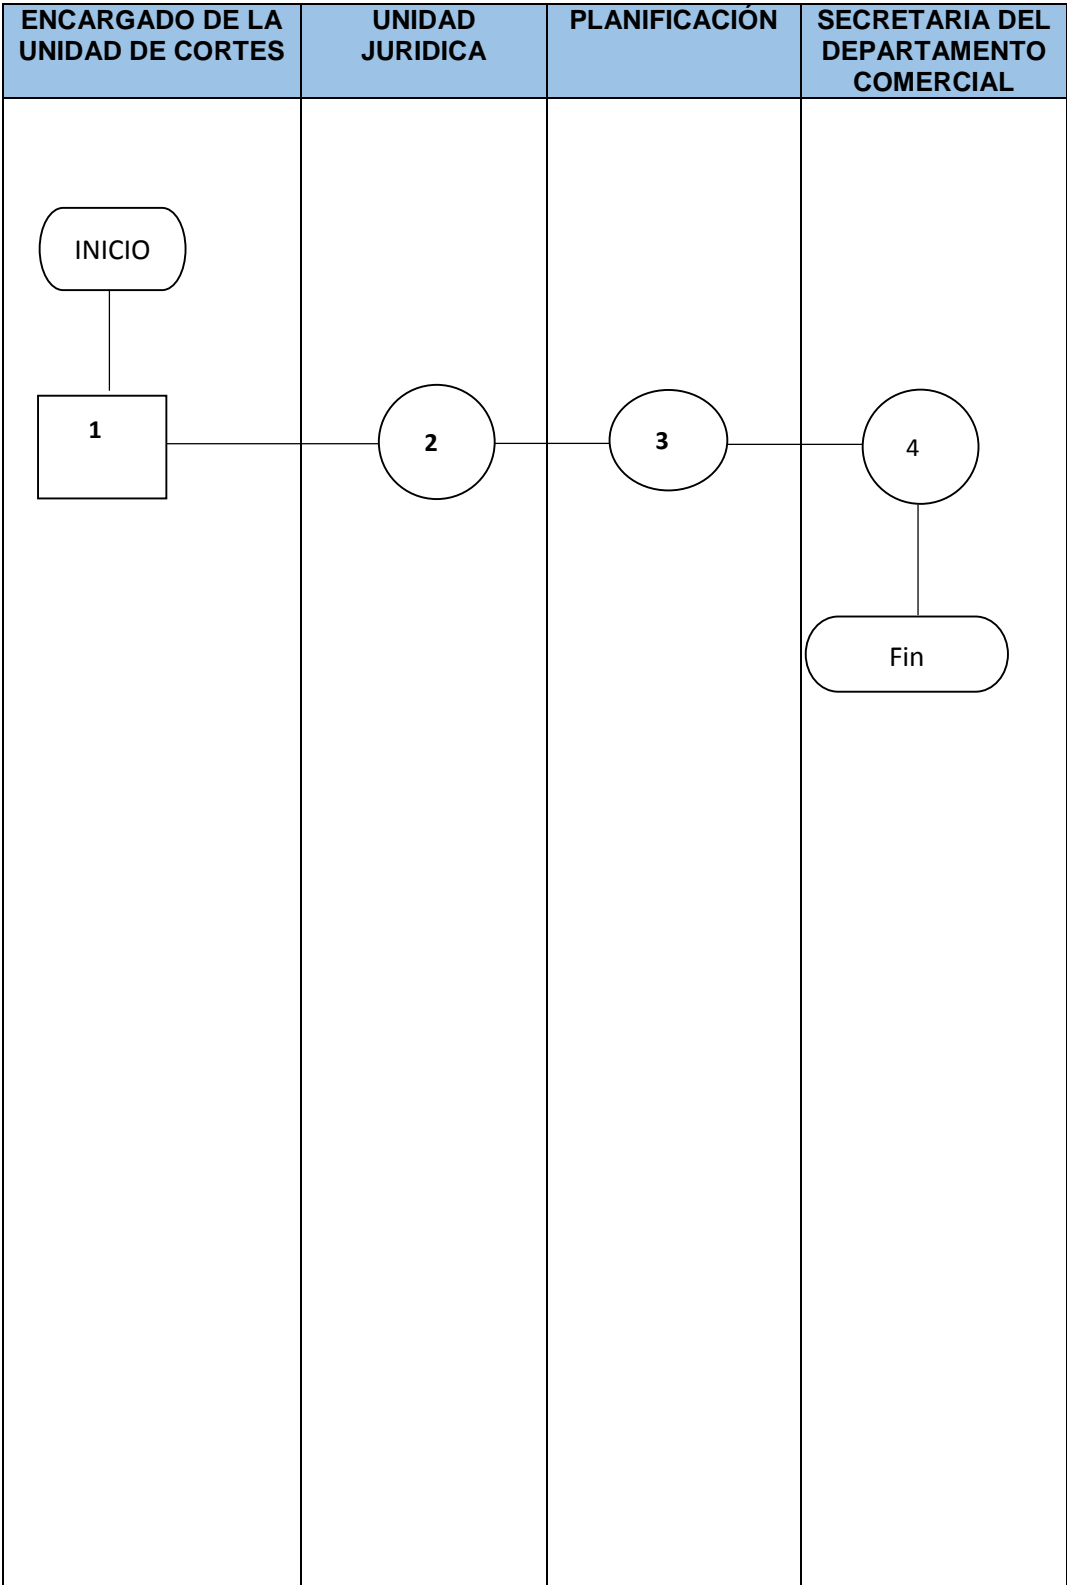 ENCARGADO DE LA
UNIDAD DE CORTES
UNIDAD
JURIDICA
PLANIFICACIÓN
SECRETARIA DEL
DEPARTAMENTO
COMERCIAL
INICIO
1
2
3
4
Fin